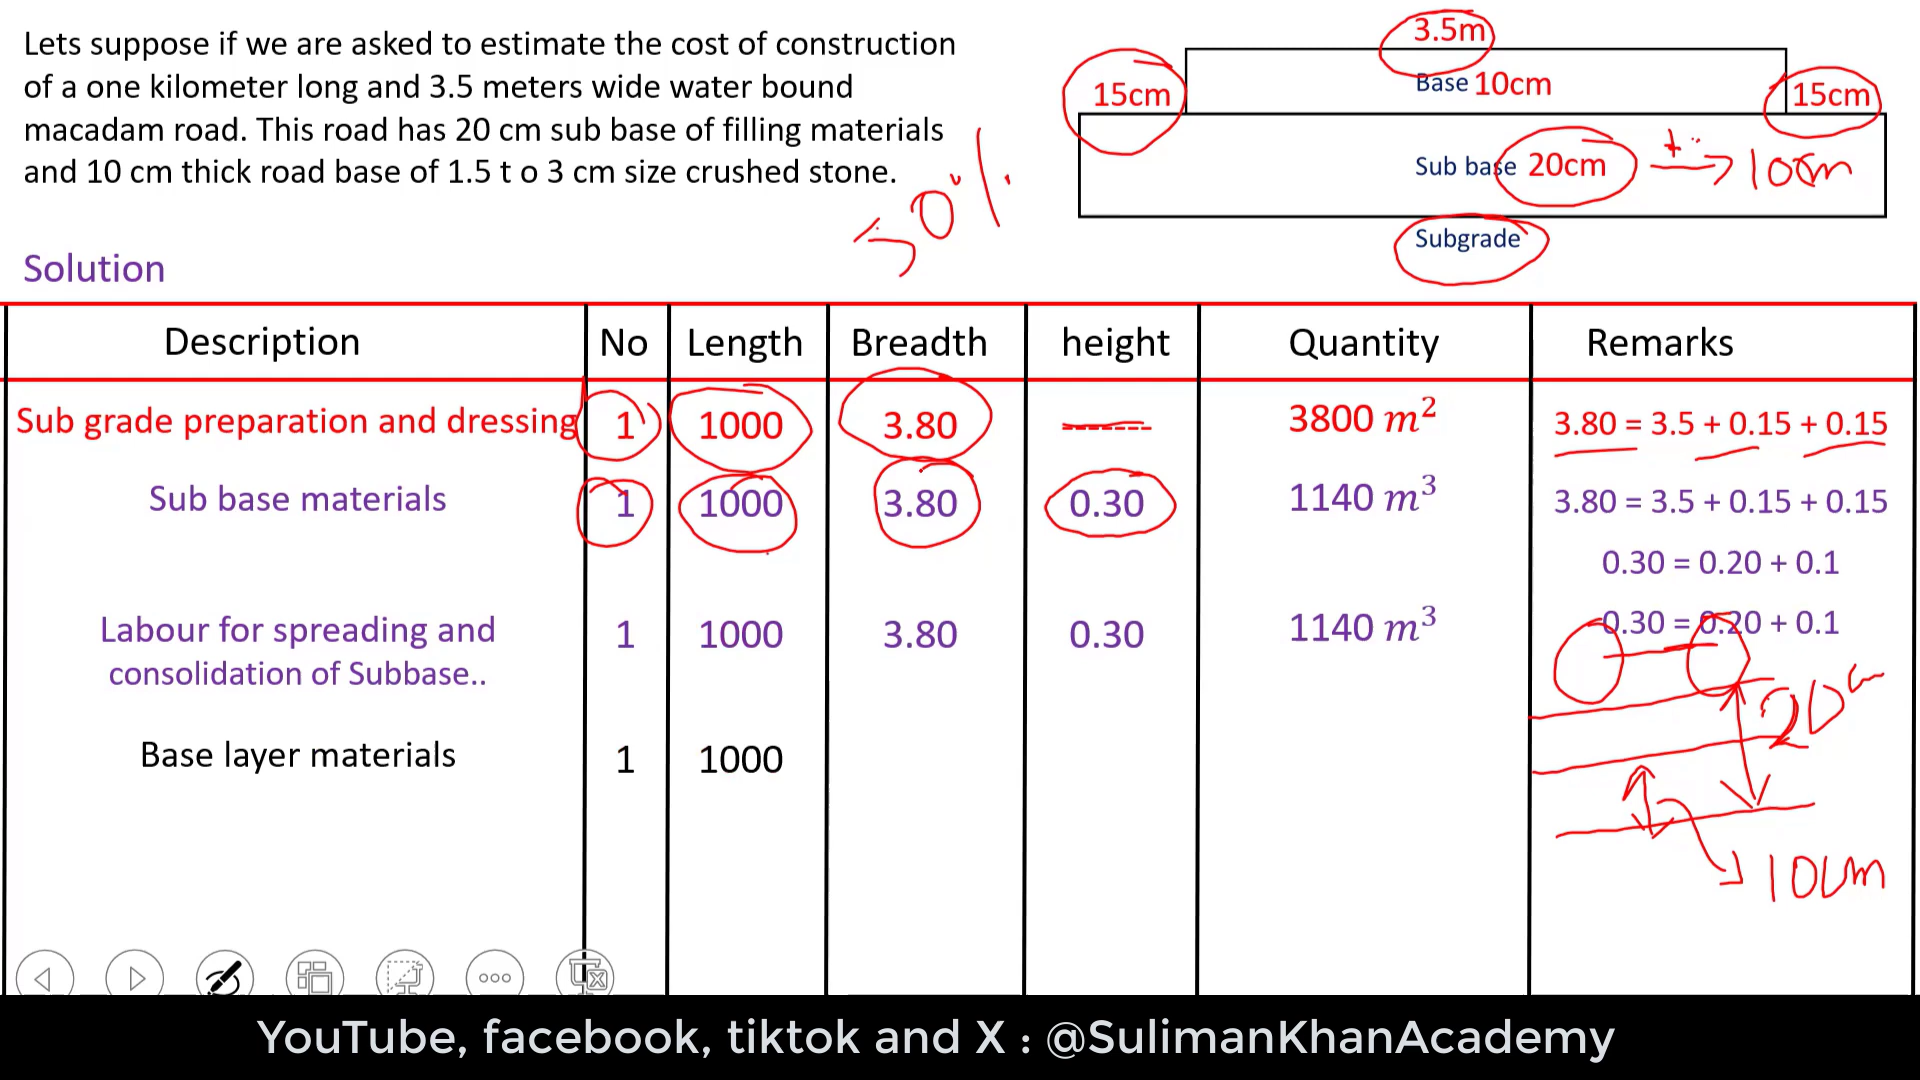 Lets suppose if we are asked to estimate the cost of construction
of a one kilometer long and 3.5 meters wide water bound
macadam road. This road has 20 cm sub base of filling materials
and 10 cm thick road base of 1.5 t o 3 cm size crushed stone.
50%
3.5m
15cm
Base 10cm
15cm
Sub base 20cm + 10cm
Subgrade
Solution
Description No Length Breadth height Quantity Remarks
Sub grade preparation and dressing 1 1000 3.80 ------- 3800 m² 3.80 = 3.5 + 0.15 + 0.15
Sub base materials 1 1000 3.80 0.30 1140 m³ 3.80 = 3.5 + 0.15 + 0.15
0.30 = 0.20 + 0.1
Labour for spreading and 1 1000 3.80 0.30 1140 m³ 0.30 = 0.20 + 0.1
consolidation of Subbase..
20cm
Base layer materials 1 1000
10cm
YouTube, facebook, tiktok and X : @SulimanKhanAcademy